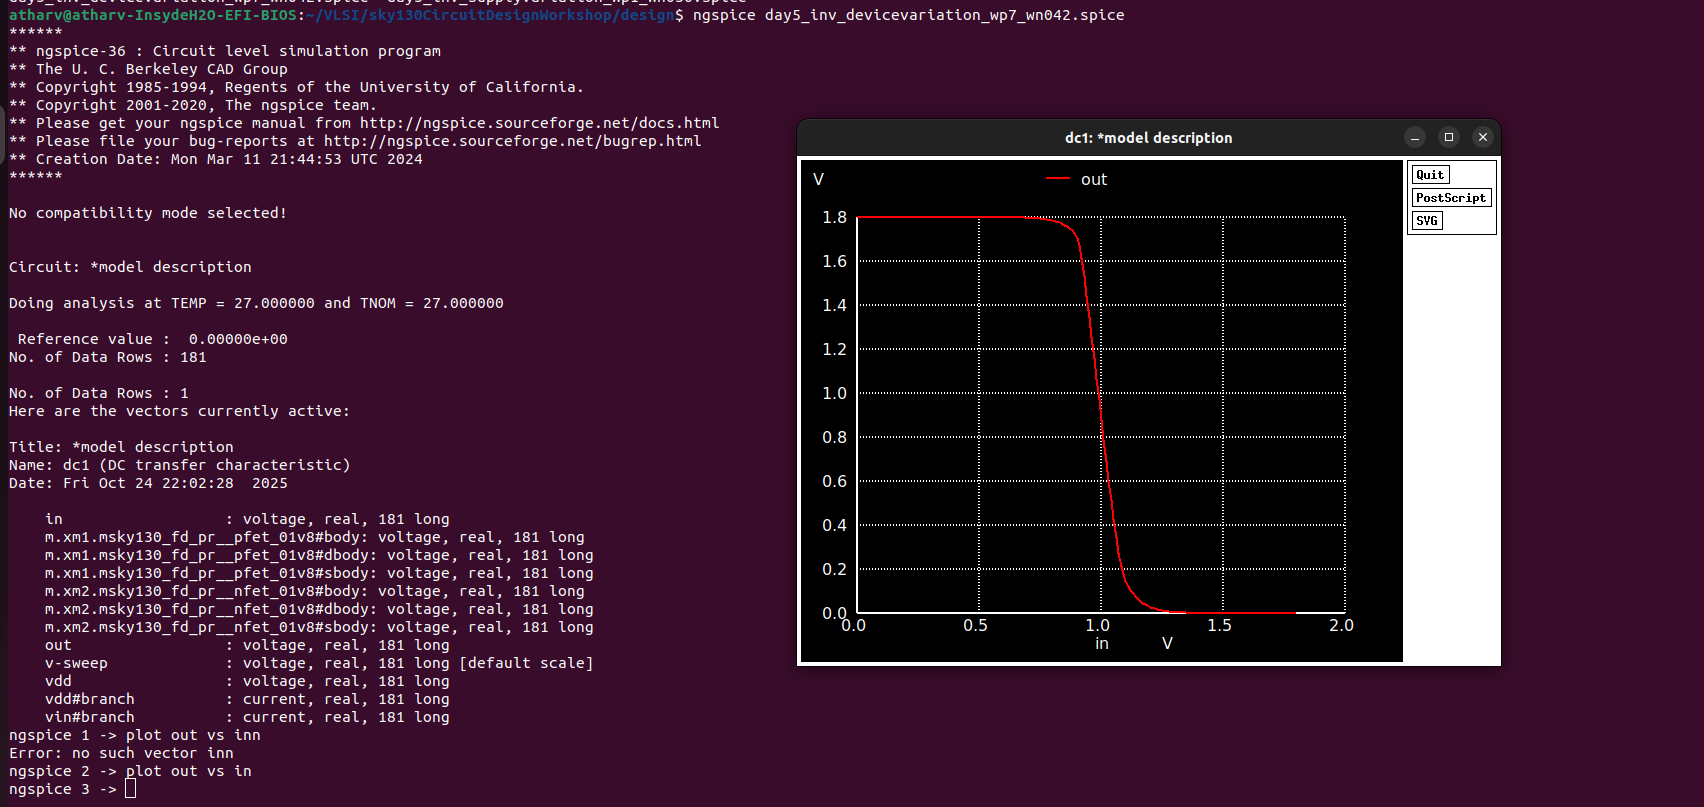 day5_inv_devicevariation_wp7_wn042.spice  day5_inv_supplyvariation_wp1_wn036.spice
atharv@atharv-InsydeH2O-EFI-BIOS:~/VLSI/sky130CircuitDesignWorkshop/design$ ngspice day5_inv_devicevariation_wp7_wn042.spice
******
** ngspice-36 : Circuit level simulation program
** The U. C. Berkeley CAD Group
** Copyright 1985-1994, Regents of the University of California.
** Copyright 2001-2020, The ngspice team.
** Please get your ngspice manual from http://ngspice.sourceforge.net/docs.html
** Please file your bug-reports at http://ngspice.sourceforge.net/bugrep.html
** Creation Date: Mon Mar 11 21:44:53 UTC 2024
******
No compatibility mode selected!
Circuit: *model description
Doing analysis at TEMP = 27.000000 and TNOM = 27.000000
Reference value :  0.00000e+00
No. of Data Rows : 181
No. of Data Rows : 1
Here are the vectors currently active:
Title: *model description
Name: dc1 (DC transfer characteristic)
Date: Fri Oct 24 22:02:28  2025
in                  : voltage, real, 181 long
m.xm1.msky130_fd_pr__pfet_01v8#body: voltage, real, 181 long
m.xm1.msky130_fd_pr__pfet_01v8#dbody: voltage, real, 181 long
m.xm1.msky130_fd_pr__pfet_01v8#sbody: voltage, real, 181 long
m.xm2.msky130_fd_pr__nfet_01v8#body: voltage, real, 181 long
m.xm2.msky130_fd_pr__nfet_01v8#dbody: voltage, real, 181 long
m.xm2.msky130_fd_pr__nfet_01v8#sbody: voltage, real, 181 long
out                 : voltage, real, 181 long
v-sweep             : voltage, real, 181 long [default scale]
vdd                 : voltage, real, 181 long
vdd#branch          : current, real, 181 long
vin#branch          : current, real, 181 long
ngspice 1 -> plot out vs inn
Error: no such vector inn
ngspice 2 -> plot out vs in
ngspice 3 ->
dc1: *model description
V
out
Quit
PostScript
SVG
1.8
1.6
1.4
1.2
1.0
0.8
0.6
0.4
0.2
0.0
0.0 0.5 1.0 1.5 2.0
in V